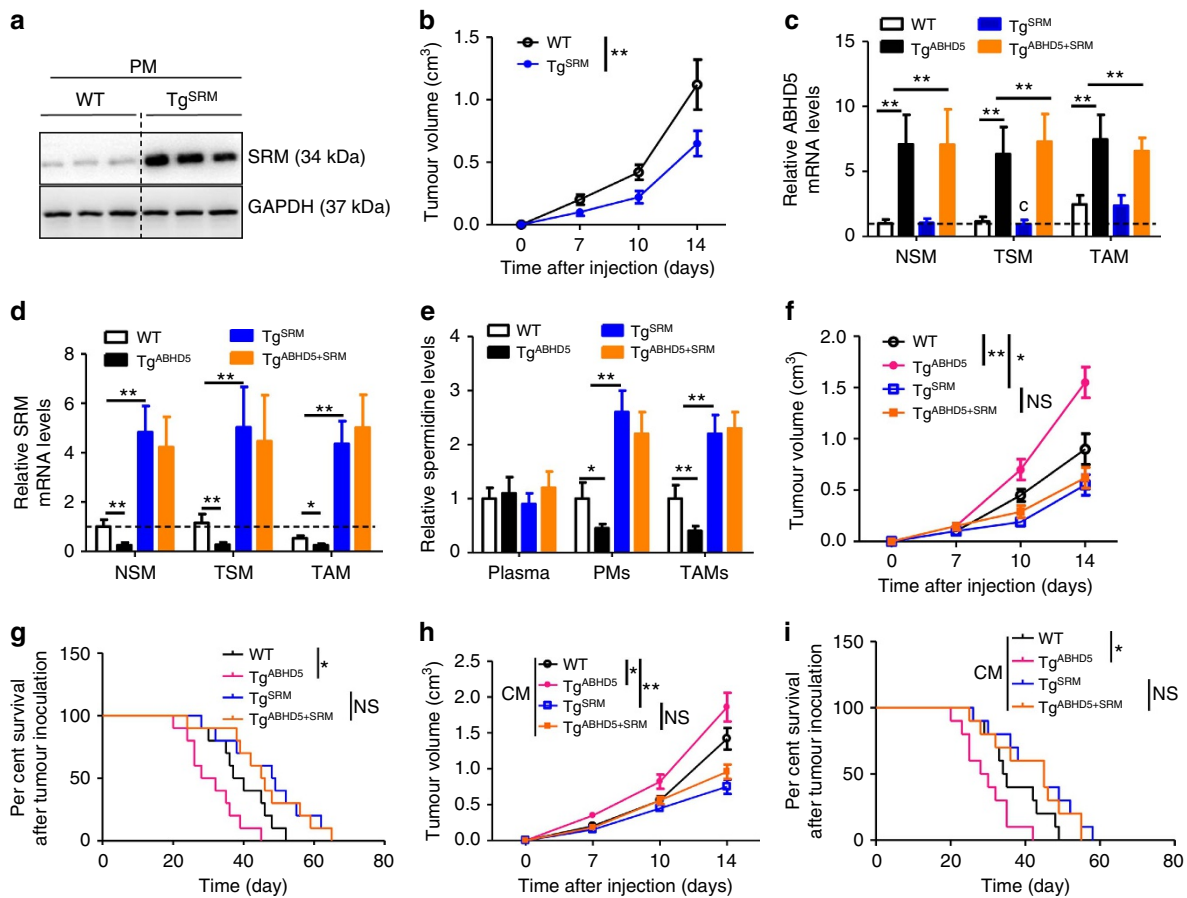 a
PM
WT
Tg^SRM
SRM (34 kDa)
GAPDH (37 kDa)
b
Tumour volume (cm³)
1.5
1.0
0.5
0.0
WT
Tg^SRM
**
0 7 10 14
Time after injection (days)
c
WT
Tg^SRM
Tg^ABHD5
Tg^ABHD5+SRM
Relative ABHD5
mRNA levels
15
10
5
0
** ** ** ** ** **
c
NSM TSM TAM
d
WT
Tg^SRM
Tg^ABHD5
Tg^ABHD5+SRM
Relative SRM
mRNA levels
8
6
4
2
0
** ** ** ** ** *
NSM TSM TAM
e
WT
Tg^SRM
Tg^ABHD5
Tg^ABHD5+SRM
Relative spermidine levels
4
3
2
1
0
* ** ** **
Plasma PMs TAMs
f
Tumour volume (cm³)
2.0
1.5
1.0
0.5
0.0
WT
Tg^ABHD5
Tg^SRM
Tg^ABHD5+SRM
** * NS
0 7 10 14
Time after injection (days)
g
Per cent survival
after tumour inoculation
150
100
50
0
WT
Tg^ABHD5
Tg^SRM
Tg^ABHD5+SRM
*
NS
0 20 40 60 80
Time (day)
h
Tumour volume (cm³)
2.5
2.0
1.5
1.0
0.5
0.0
CM
WT
Tg^ABHD5
Tg^SRM
Tg^ABHD5+SRM
* ** NS
0 7 10 14
Time after injection (days)
i
Per cent survival
after tumour inoculation
150
100
50
0
CM
WT
Tg^ABHD5
Tg^SRM
Tg^ABHD5+SRM
*
NS
0 20 40 60 80
Time (day)